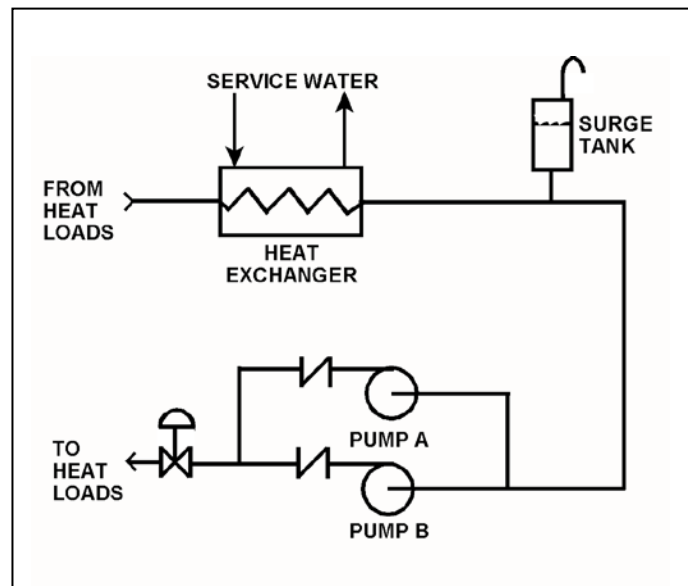 SERVICE WATER
SURGE
TANK
FROM
HEAT
LOADS
HEAT
EXCHANGER
PUMP A
TO
HEAT
LOADS
PUMP B